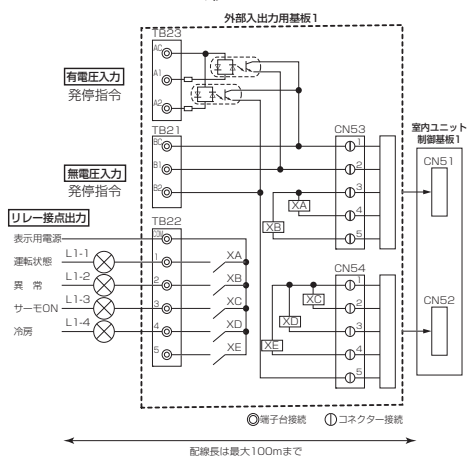 外部入出力用基板1
TB23
AC
A1
A2
有電圧入力
発停指令
TB21
BC
B1
B2
無電圧入力
発停指令
CN53
1
2
3
4
5
XA
XB
室内ユニット
制御基板1
CN51
リレー接点出力
TB22
表示用電源
COM
運転状態 L1-1 1 XA
異 常 L1-2 2 XB
サーモON L1-3 3 XC
冷房 L1-4 4 XD
5 XE
CN54
1
2
3
4
5
XC
XD
XE
CN52
◎端子台接続 ⏀コネクター接続
配線長は最大100mまで